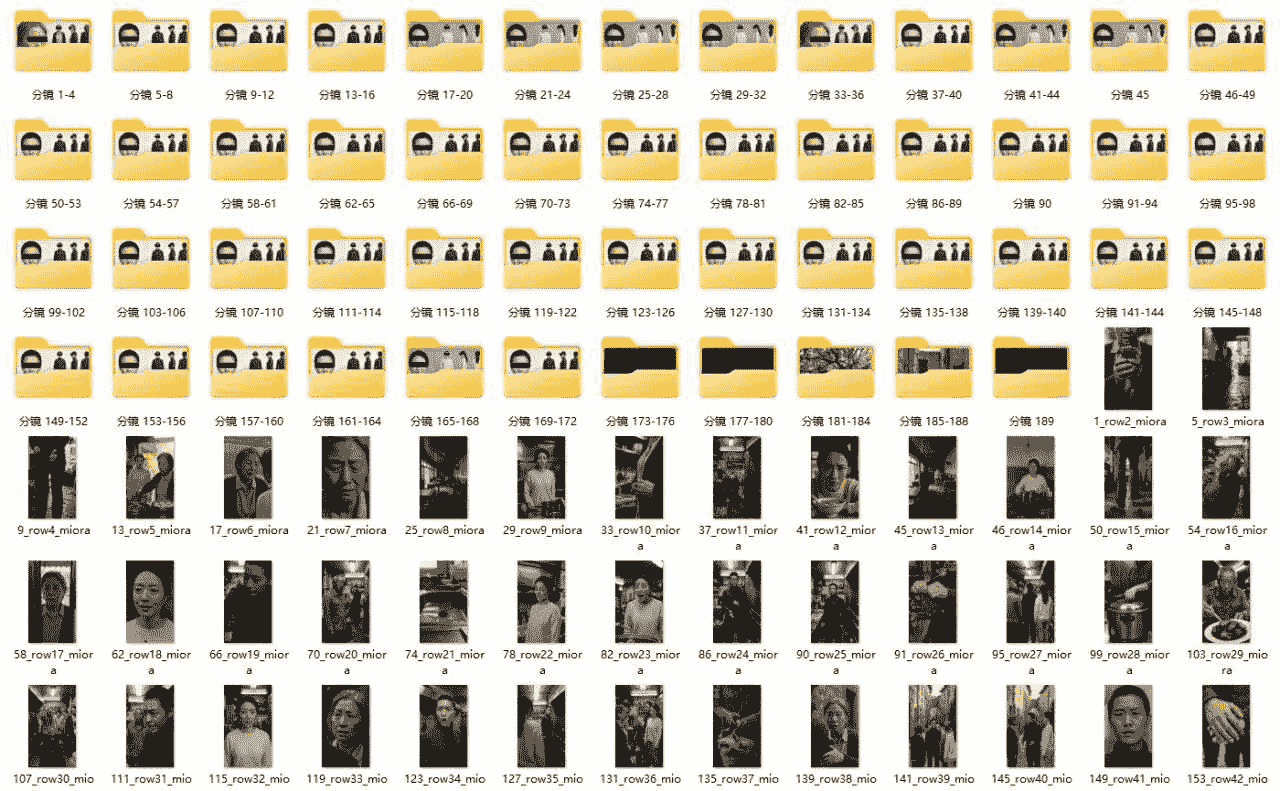 分镜 1-4 分镜 5-8 分镜 9-12 分镜 13-16 分镜 17-20 分镜 21-24 分镜 25-28 分镜 29-32 分镜 33-36 分镜 37-40 分镜 41-44 分镜 45 分镜 46-49
分镜 50-53 分镜 54-57 分镜 58-61 分镜 62-65 分镜 66-69 分镜 70-73 分镜 74-77 分镜 78-81 分镜 82-85 分镜 86-89 分镜 90 分镜 91-94 分镜 95-98
分镜 99-102 分镜 103-106 分镜 107-110 分镜 111-114 分镜 115-118 分镜 119-122 分镜 123-126 分镜 127-130 分镜 131-134 分镜 135-138 分镜 139-140 分镜 141-144 分镜 145-148
分镜 149-152 分镜 153-156 分镜 157-160 分镜 161-164 分镜 165-168 分镜 169-172 分镜 173-176 分镜 177-180 分镜 181-184 分镜 185-188 分镜 189 1_row2_miora 5_row3_miora
9_row4_miora 13_row5_miora 17_row6_miora 21_row7_miora 25_row8_miora 29_row9_miora 33_row10_mior 37_row11_mior 41_row12_mior 45_row13_mior 46_row14_mior 50_row15_mior 54_row16_mior
a a a a a a a
58_row17_mior 62_row18_mior 66_row19_mior 70_row20_mior 74_row21_mior 78_row22_mior 82_row23_mior 86_row24_mior 90_row25_mior 91_row26_mior 95_row27_mior 99_row28_mior 103_row29_mio
a a a a a a a a a a a a ra
107_row30_mio 111_row31_mio 115_row32_mio 119_row33_mio 123_row34_mio 127_row35_mio 131_row36_mio 135_row37_mio 139_row38_mio 141_row39_mio 145_row40_mio 149_row41_mio 153_row42_mio